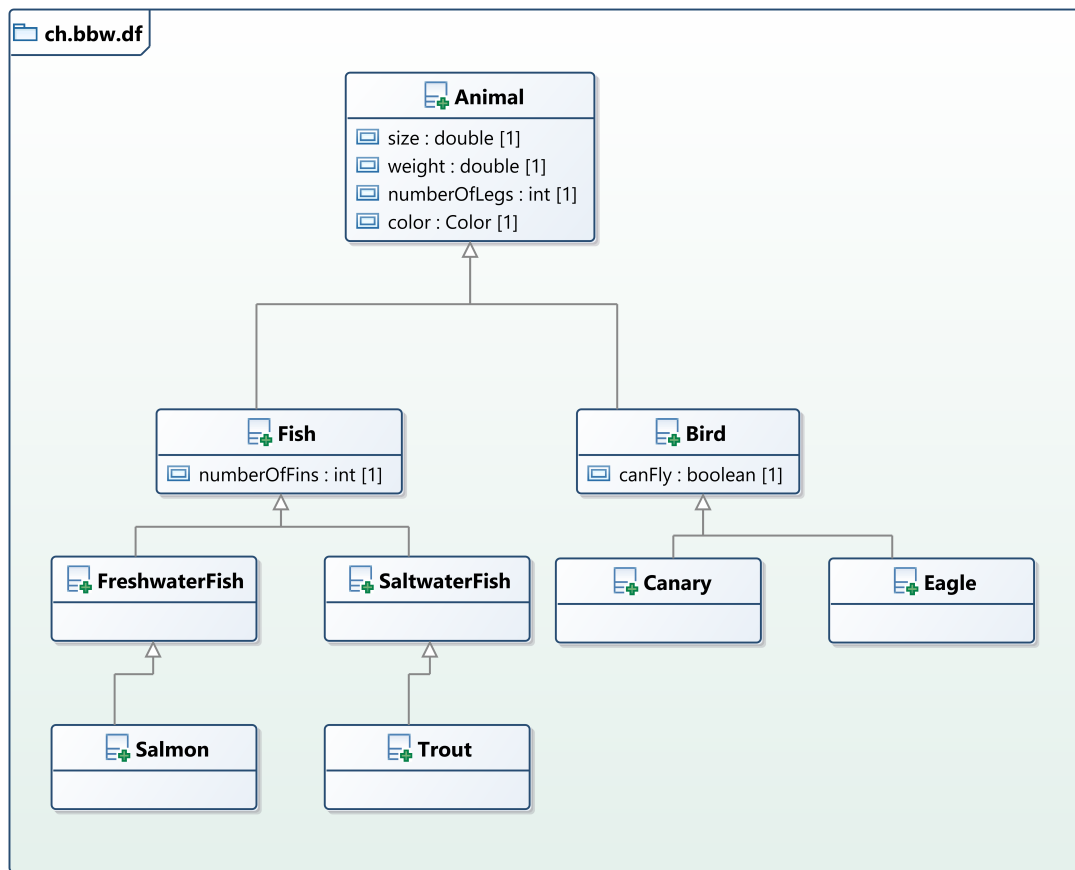 ch.bbw.df
Animal
size : double [1]
weight : double [1]
numberOfLegs : int [1]
color : Color [1]
Fish
numberOfFins : int [1]
Bird
canFly : boolean [1]
FreshwaterFish
SaltwaterFish
Canary
Eagle
Salmon
Trout